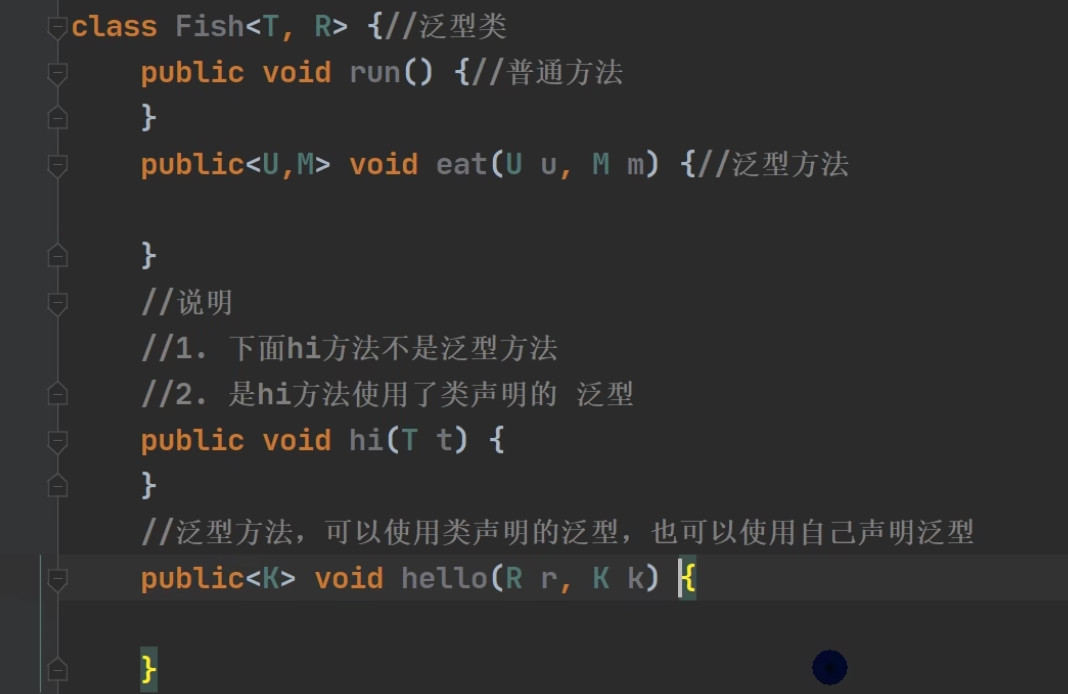 class Fish<T, R> {//泛型类
    public void run() {//普通方法
    }
    public<U,M> void eat(U u, M m) {//泛型方法
    }
    //说明
    //1. 下面hi方法不是泛型方法
    //2. 是hi方法使用了类声明的 泛型
    public void hi(T t) {
    }
    //泛型方法，可以使用类声明的泛型，也可以使用自己声明泛型
    public<K> void hello(R r, K k) {
    }